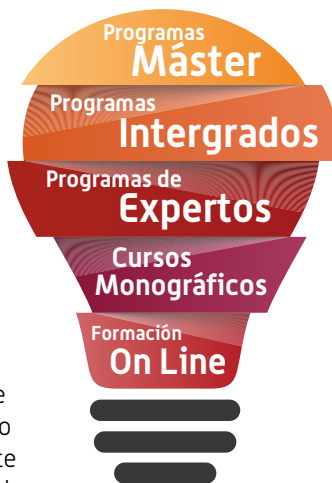 Programas
Máster
Programas
Intergrados
Programas de
Expertos
Cursos
Monográficos
Formación
On Line